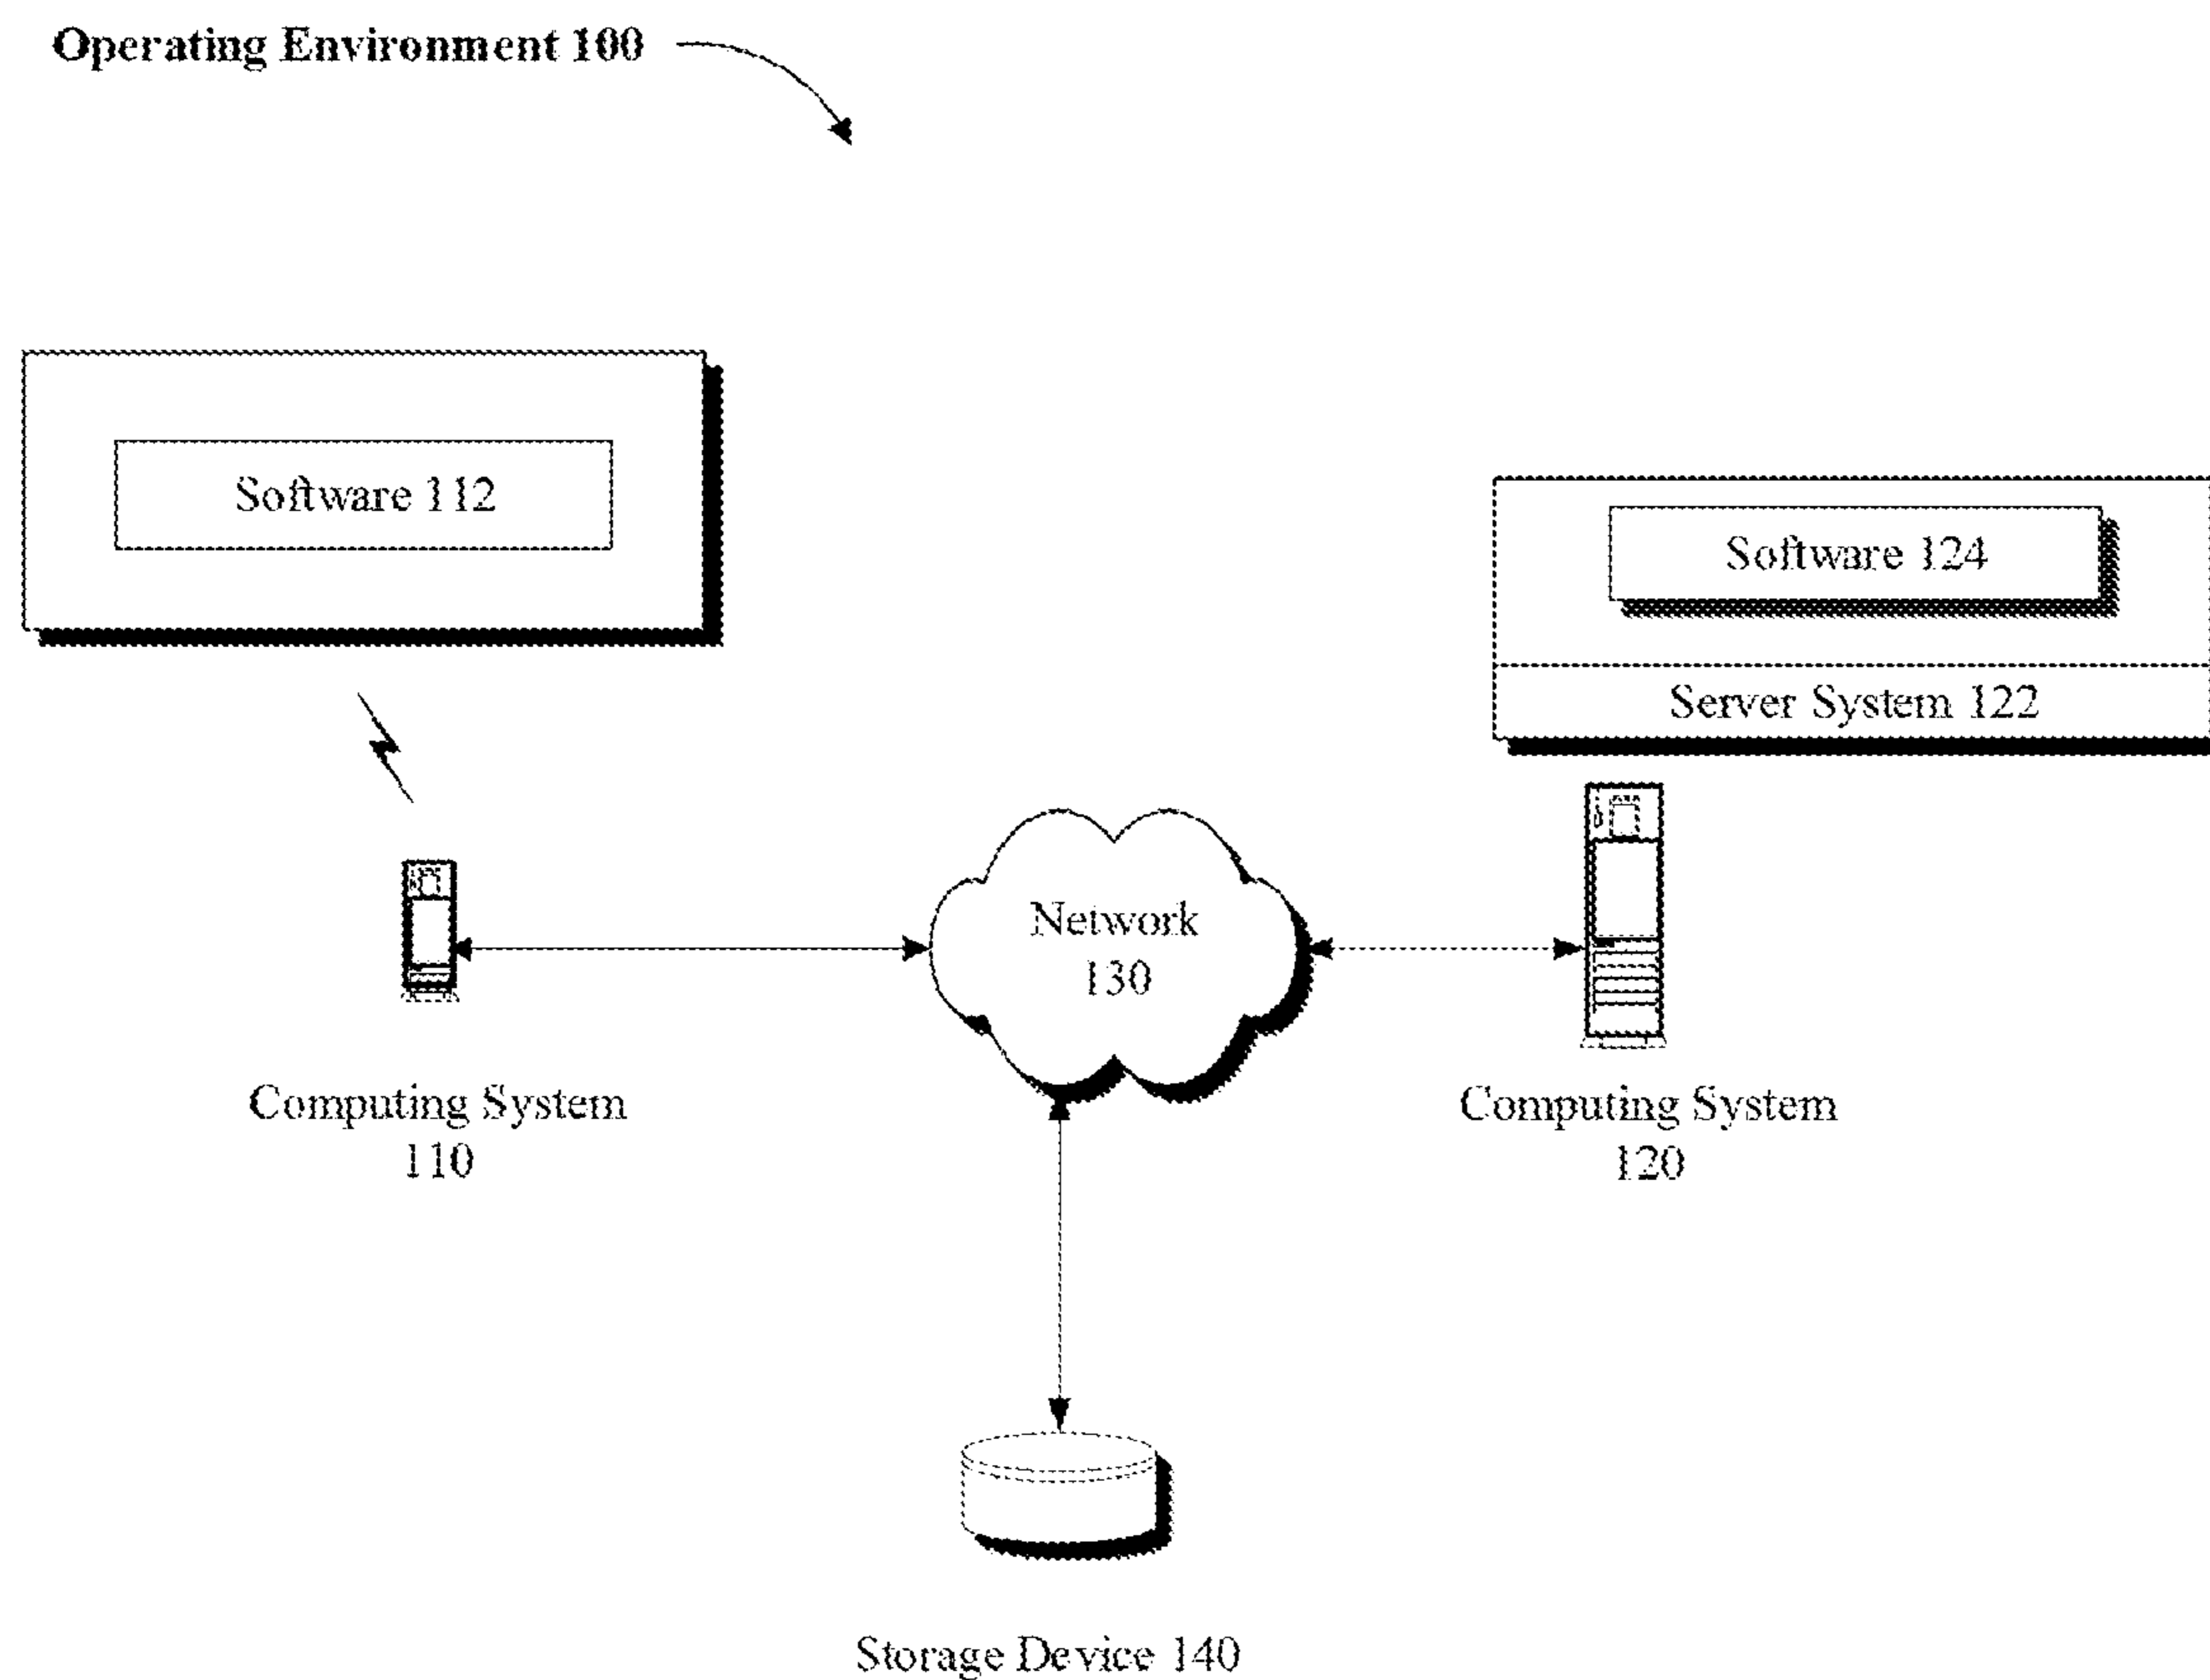 Operating Environment 100
Software 112
Software 124
Server System 122
Network
130
Computing System
110
Computing System
120
Storage Device 140